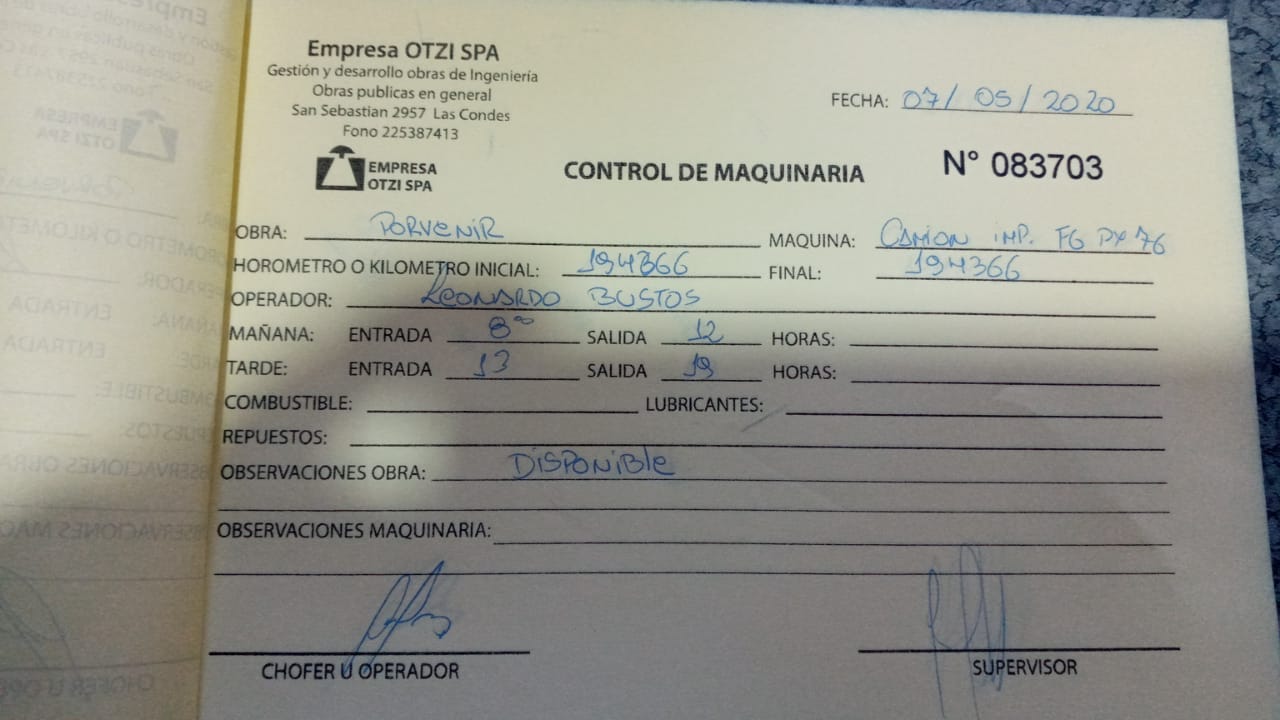 Empresa OTZI SPA
Gestión y desarrollo obras de Ingeniería
Obras publicas en general
San Sebastian 2957 Las Condes
Fono 225387413
EMPRESA
OTZI SPA
FECHA: 07/05/2020
CONTROL DE MAQUINARIA
N° 083703
OBRA: PORVENIR MAQUINA: CAMION IMP. FG PX 76
HOROMETRO O KILOMETRO INICIAL: 194366 FINAL: 194366
OPERADOR: LEONARDO BUSTOS
MAÑANA: ENTRADA 8°° SALIDA 12 HORAS:
TARDE: ENTRADA 13 SALIDA 19 HORAS:
COMBUSTIBLE: LUBRICANTES:
REPUESTOS:
OBSERVACIONES OBRA: DISPONIBLE
OBSERVACIONES MAQUINARIA:
CHOFER U OPERADOR SUPERVISOR